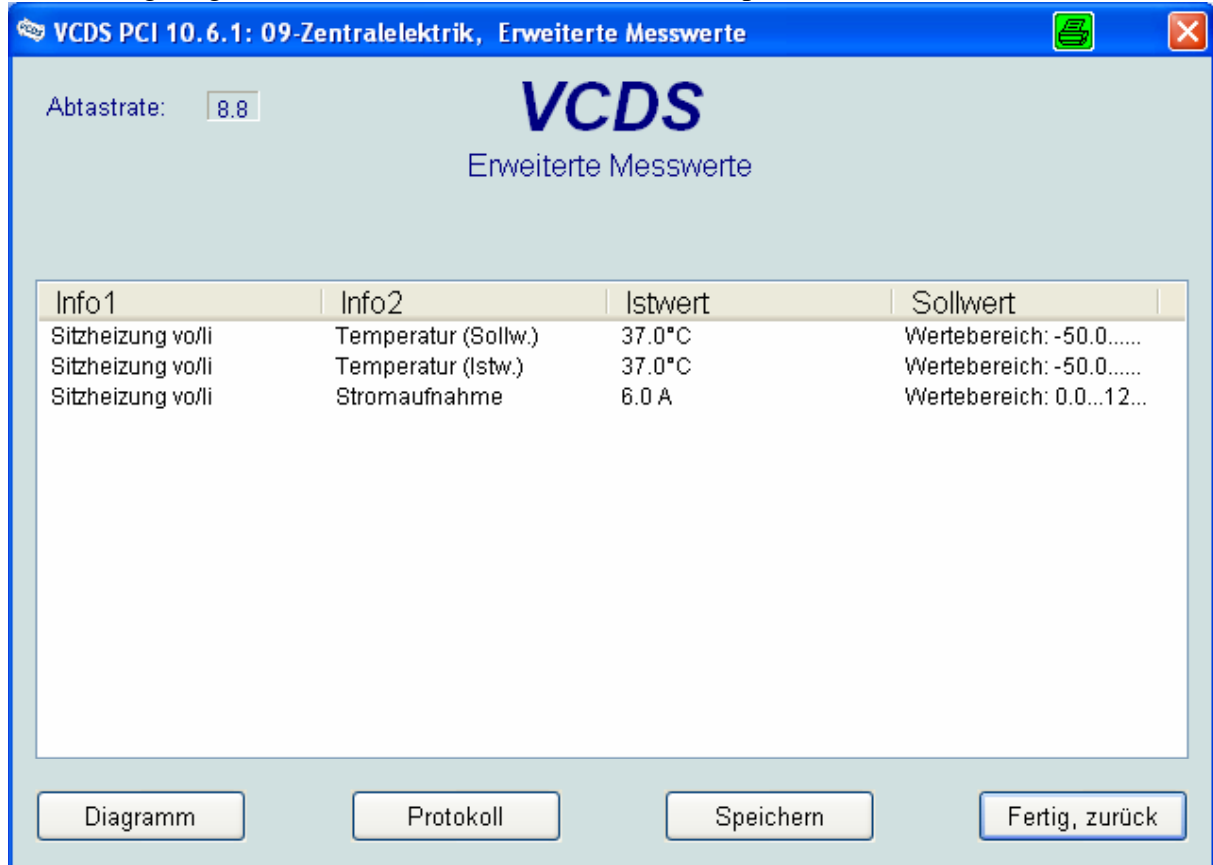 VCDS PCI 10.6.1: 09-Zentralelektrik, Erweiterte Messwerte
Abtastrate: 8.8
VCDS
Erweiterte Messwerte
Info1 Info2 Istwert Sollwert
Sitzheizung vo/li Temperatur (Sollw.) 37.0°C Wertebereich: -50.0......
Sitzheizung vo/li Temperatur (Istw.) 37.0°C Wertebereich: -50.0......
Sitzheizung vo/li Stromaufnahme 6.0 A Wertebereich: 0.0...12...
Diagramm Protokoll Speichern Fertig, zurück